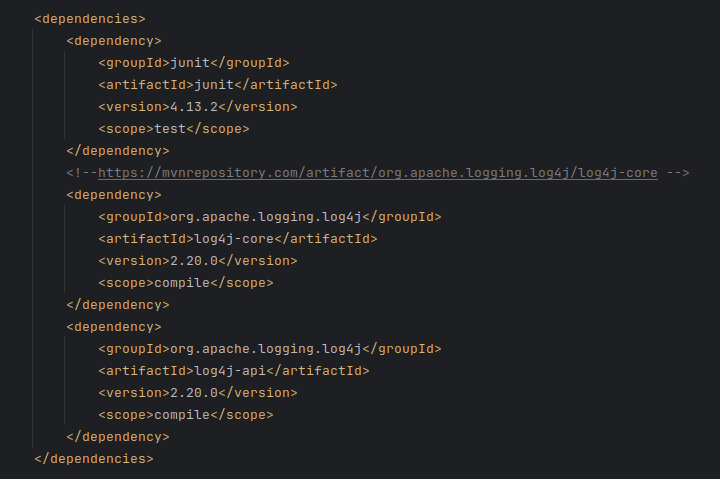 <dependencies>
<dependency>
<groupId>junit</groupId>
<artifactId>junit</artifactId>
<version>4.13.2</version>
<scope>test</scope>
</dependency>
<!--https://mvnrepository.com/artifact/org.apache.logging.log4j/log4j-core -->
<dependency>
<groupId>org.apache.logging.log4j</groupId>
<artifactId>log4j-core</artifactId>
<version>2.20.0</version>
<scope>compile</scope>
</dependency>
<dependency>
<groupId>org.apache.logging.log4j</groupId>
<artifactId>log4j-api</artifactId>
<version>2.20.0</version>
<scope>compile</scope>
</dependency>
</dependencies>